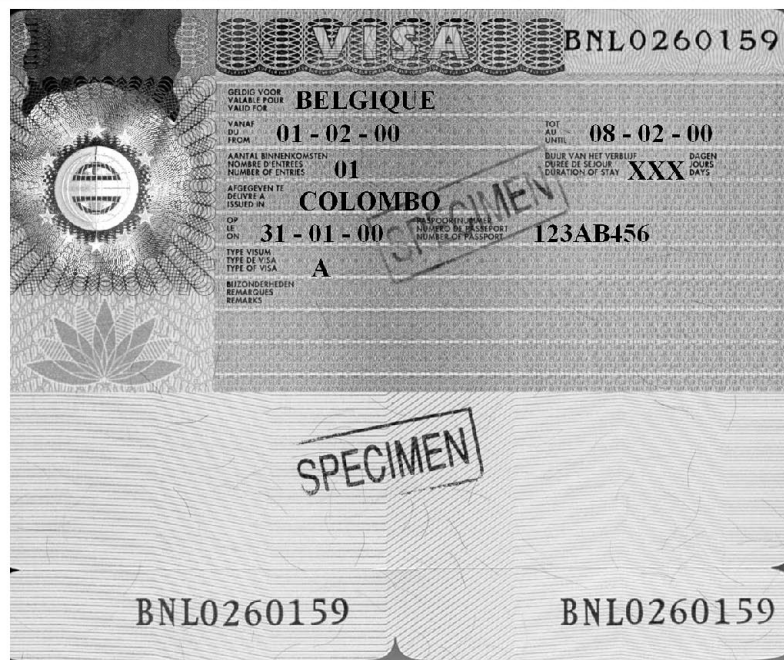 VISA BNL0260159
GELDIG VOOR
VALABLE POUR BELGIQUE
VALID FOR
VANAF TOT
DU 01 - 02 - 00 AU 08 - 02 - 00
FROM UNTIL
AANTAL BINNENKOMSTEN DUUR VAN HET VERBLIJF DAGEN
NOMBRE D'ENTREES 01 DUREE DE SEJOUR XXX JOURS
NUMBER OF ENTRIES DURATION OF STAY DAYS
AFGEGEVEN TE
DELIVRE A COLOMBO
ISSUED IN
OP PASPOORTNUMMER
LE 31 - 01 - 00 NUMERO DE PASSEPORT 123AB456
ON NUMBER OF PASSPORT
SPECIMEN
TYPE VISUM
TYPE DE VISA A
TYPE OF VISA
BIJZONDERHEDEN
REMARQUES
REMARKS
SPECIMEN
BNL0260159 BNL0260159